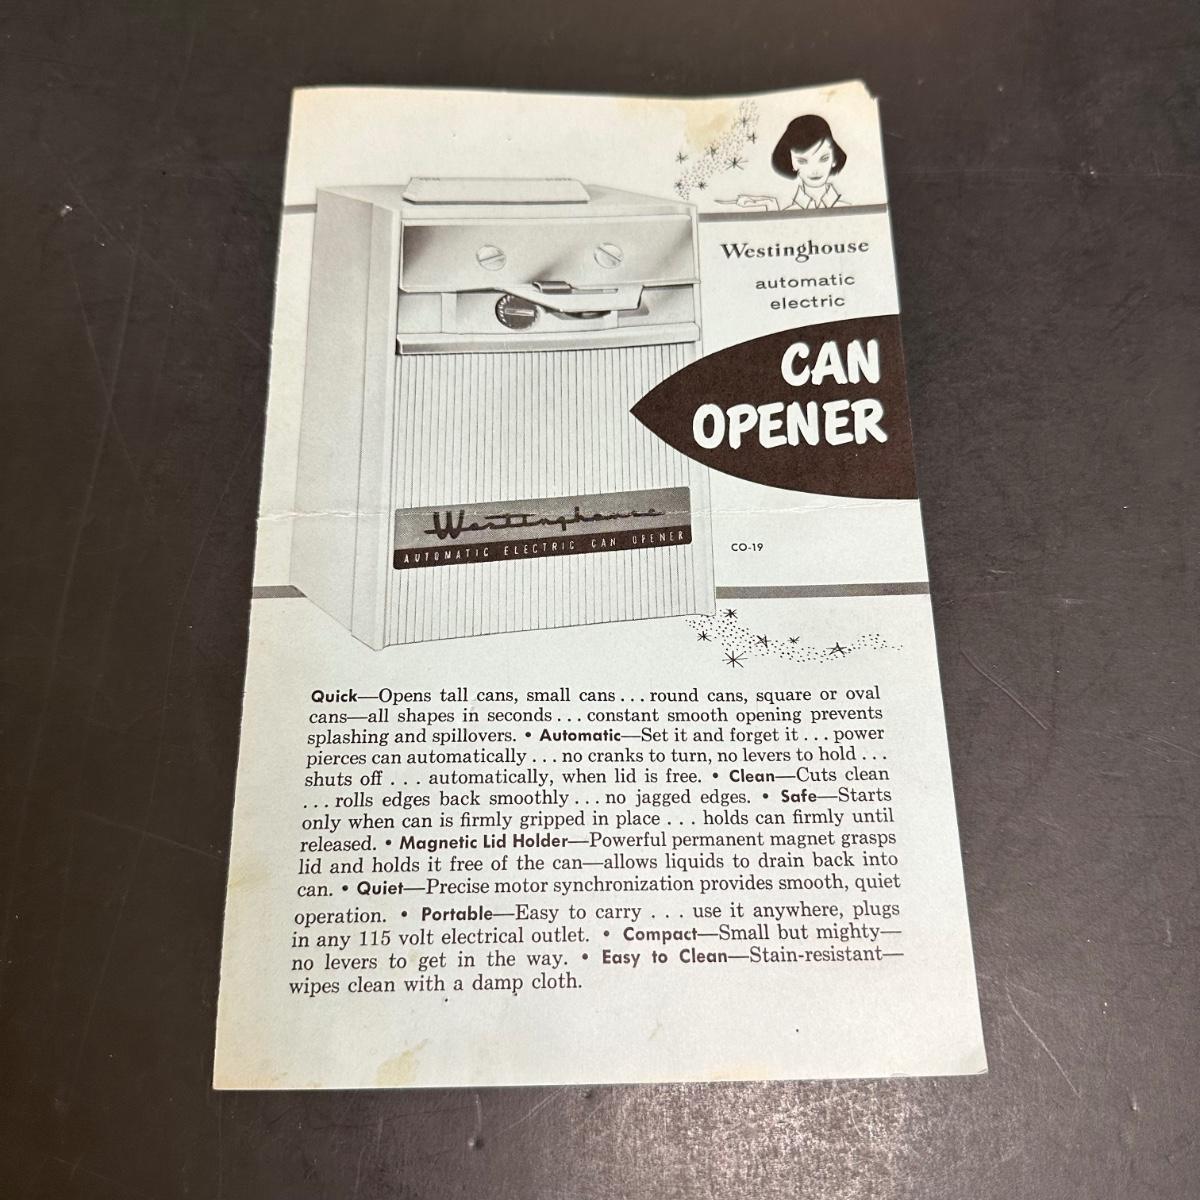 Westinghouse
automatic
electric
CAN
OPENER
Westinghouse
AUTOMATIC ELECTRIC CAN OPENER
CO-19
Quick—Opens tall cans, small cans . . . round cans, square or oval
cans—all shapes in seconds . . . constant smooth opening prevents
splashing and spillovers. • Automatic—Set it and forget it . . . power
pierces can automatically . . . no cranks to turn, no levers to hold . . .
shuts off . . . automatically, when lid is free. • Clean—Cuts clean
. . . rolls edges back smoothly . . . no jagged edges. • Safe—Starts
only when can is firmly gripped in place . . . holds can firmly until
released. • Magnetic Lid Holder—Powerful permanent magnet grasps
lid and holds it free of the can—allows liquids to drain back into
can. • Quiet—Precise motor synchronization provides smooth, quiet
operation. • Portable—Easy to carry . . . use it anywhere, plugs
in any 115 volt electrical outlet. • Compact—Small but mighty—
no levers to get in the way. • Easy to Clean—Stain-resistant—
wipes clean with a damp cloth.